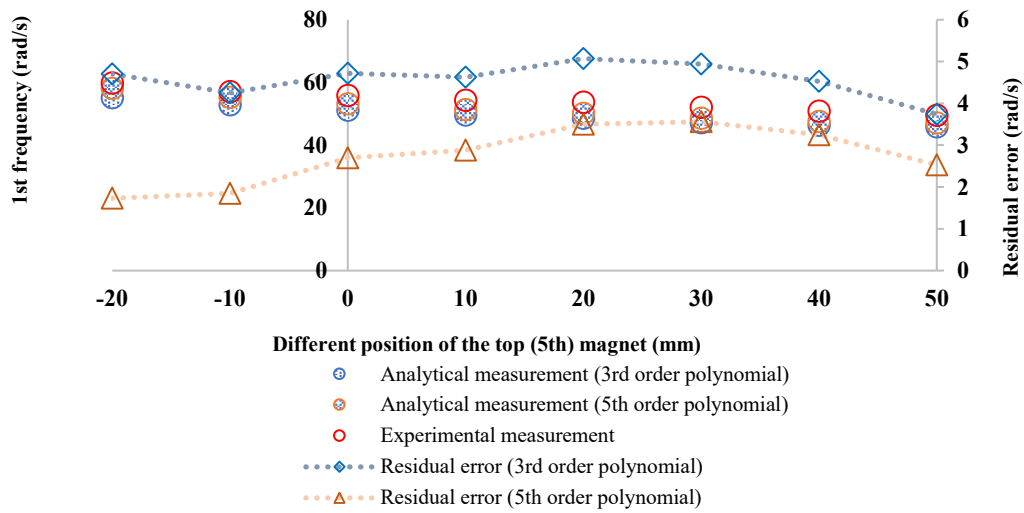 1st frequency (rad/s)
80
60
40
20
0
6
5
4
3
2
1
0
Residual error (rad/s)
-20 -10 0 10 20 30 40 50
Different position of the top (5th) magnet (mm)
Analytical measurement (3rd order polynomial)
Analytical measurement (5th order polynomial)
Experimental measurement
Residual error (3rd order polynomial)
Residual error (5th order polynomial)